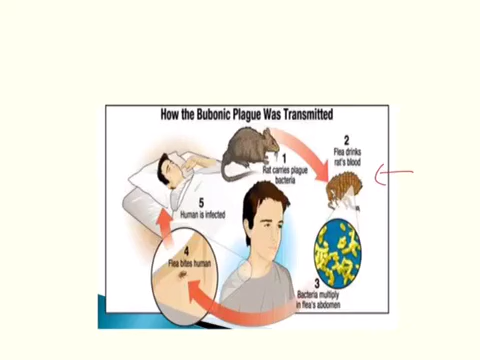 How the Bubonic Plague Was Transmitted
1
Rat carries plague
bacteria
2
Flea drinks
rat's blood
3
Bacteria multiply
in flea's abdomen
4
Flea bites human
5
Human is infected